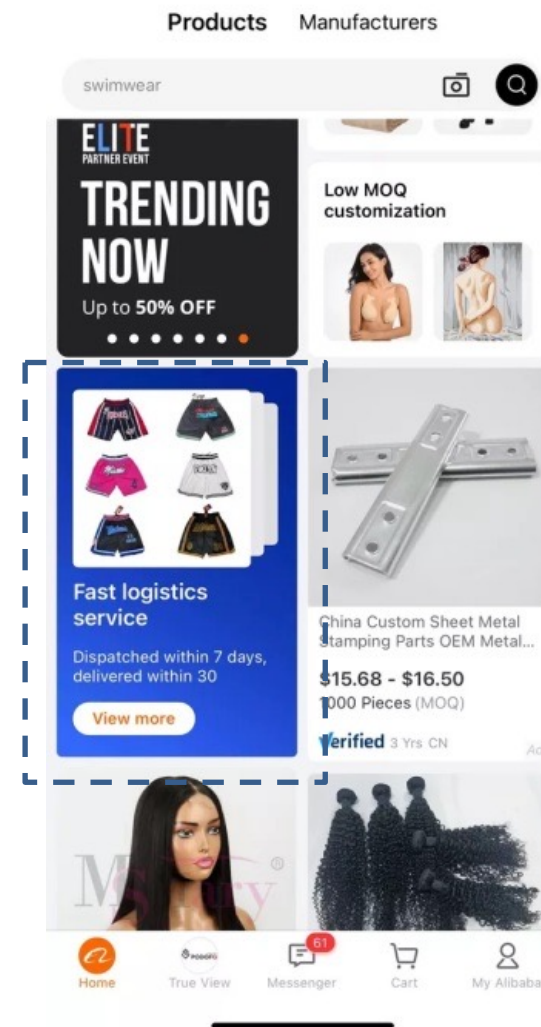 Products Manufacturers
swimwear
ELITE
PARTNER EVENT
TRENDING
NOW
Up to 50% OFF
Low MOQ
customization
Fast logistics
service
Dispatched within 7 days,
delivered within 30
View more
China Custom Sheet Metal
Stamping Parts OEM Metal...
$15.68 - $16.50
1000 Pieces (MOQ)
Verified 3 Yrs CN
Ad
61
Home True View Messenger Cart My Alibaba